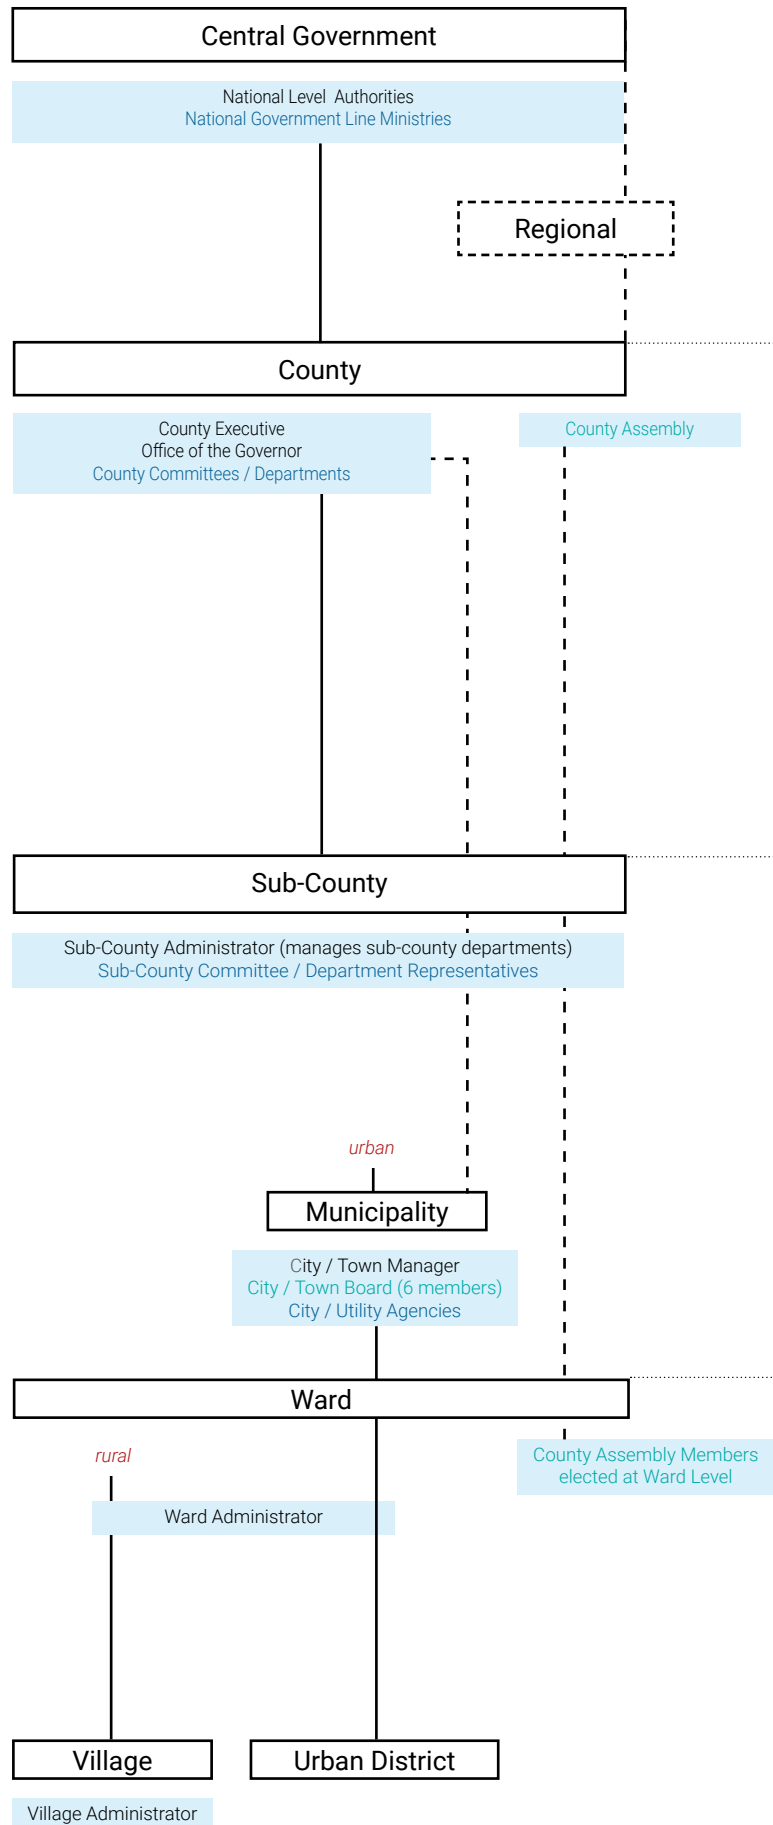 Central Government
National Level Authorities
National Government Line Ministries
Regional
County
County Executive
Office of the Governor
County Committees / Departments
County Assembly
Sub-County
Sub-County Administrator (manages sub-county departments)
Sub-County Committee / Department Representatives
urban
Municipality
City / Town Manager
City / Town Board (6 members)
City / Utility Agencies
Ward
rural
County Assembly Members
elected at Ward Level
Ward Administrator
Village
Urban District
Village Administrator